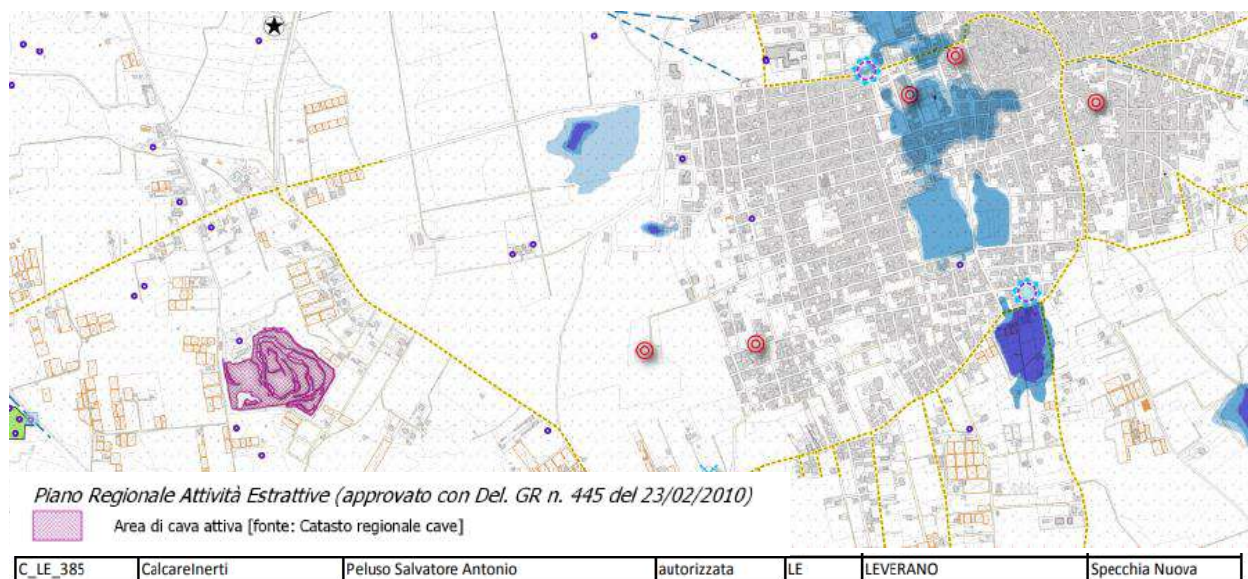 Piano Regionale Attività Estrattive (approvato con Del. GR n. 445 del 23/02/2010)
Area di cava attiva [fonte: Catasto regionale cave]
C_LE_385 CalcareInerti Peluso Salvatore Antonio autorizzata LE LEVERANO Specchia Nuova